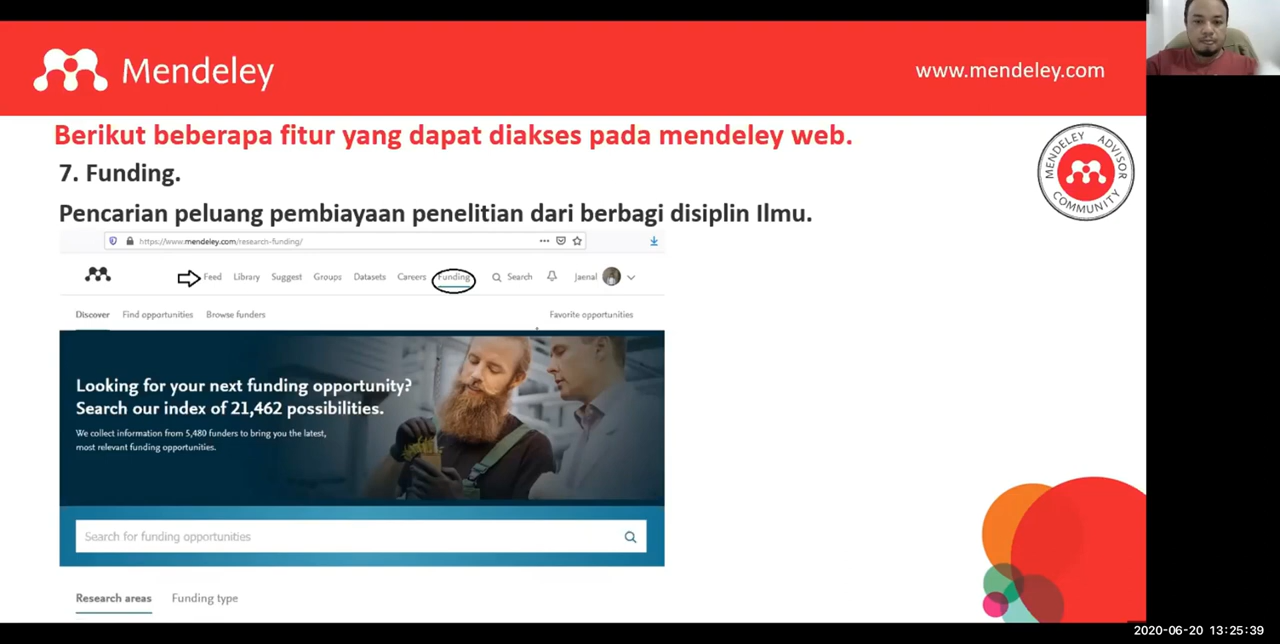 Mendeley
www.mendeley.com
Berikut beberapa fitur yang dapat diakses pada mendeley web.
MENDELEY ADVISOR COMMUNITY
7. Funding.
Pencarian peluang pembiayaan penelitian dari berbagi disiplin Ilmu.
https://www.mendeley.com/research-funding/
Feed Library Suggest Groups Datasets Careers Funding Search Jaenal
Discover Find opportunities Browse funders Favorite opportunities
Looking for your next funding opportunity?
Search our index of 21,462 possibilities.
We collect information from 5,480 funders to bring you the latest,
most relevant funding opportunities.
Search for funding opportunities
Research areas Funding type
2020-06-20 13:25:39